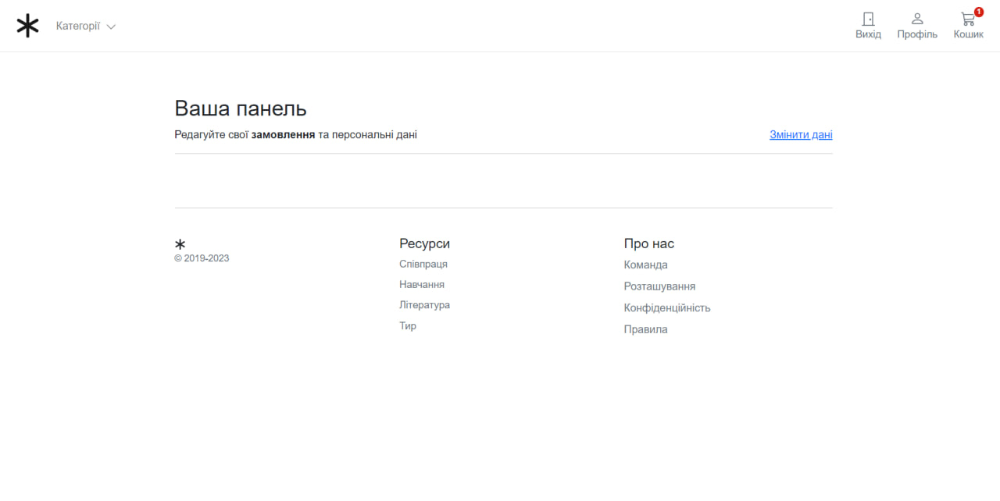 Категорії
Вихід
Профіль
1
Кошик
Ваша панель
Редагуйте свої замовлення та персональні дані
Змінити дані
© 2019-2023
Ресурси
Співпраця
Навчання
Література
Тир
Про нас
Команда
Розташування
Конфіденційність
Правила